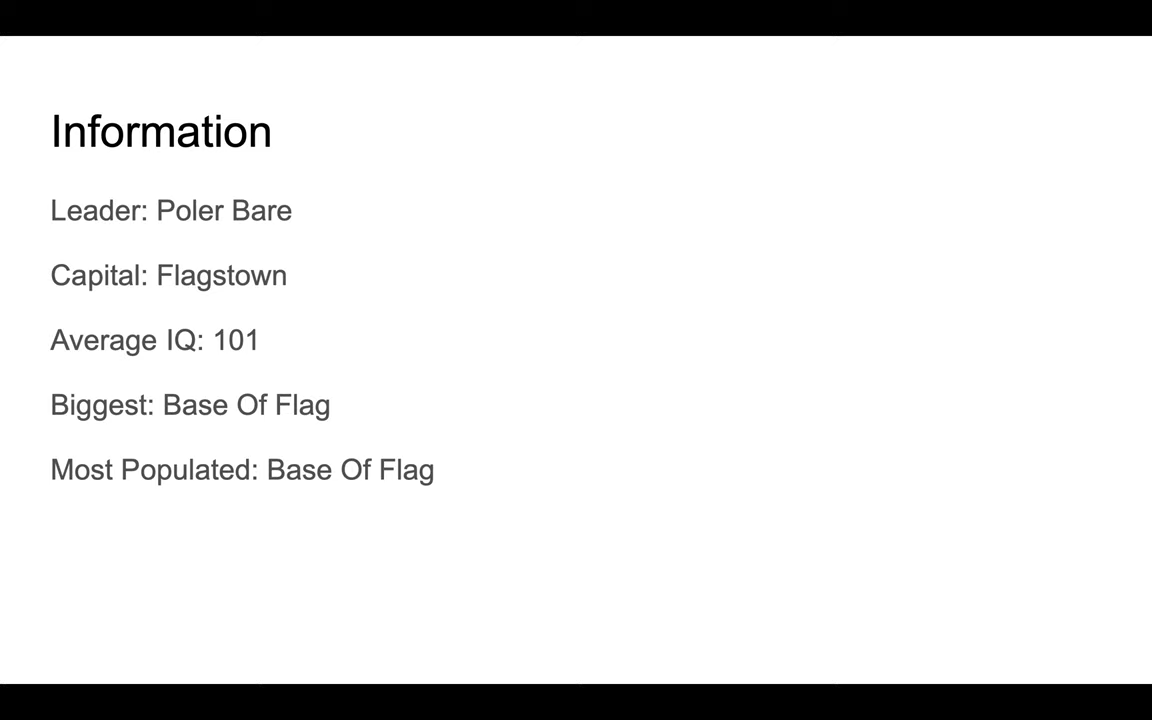 Information
Leader: Poler Bare
Capital: Flagstown
Average IQ: 101
Biggest: Base Of Flag
Most Populated: Base Of Flag